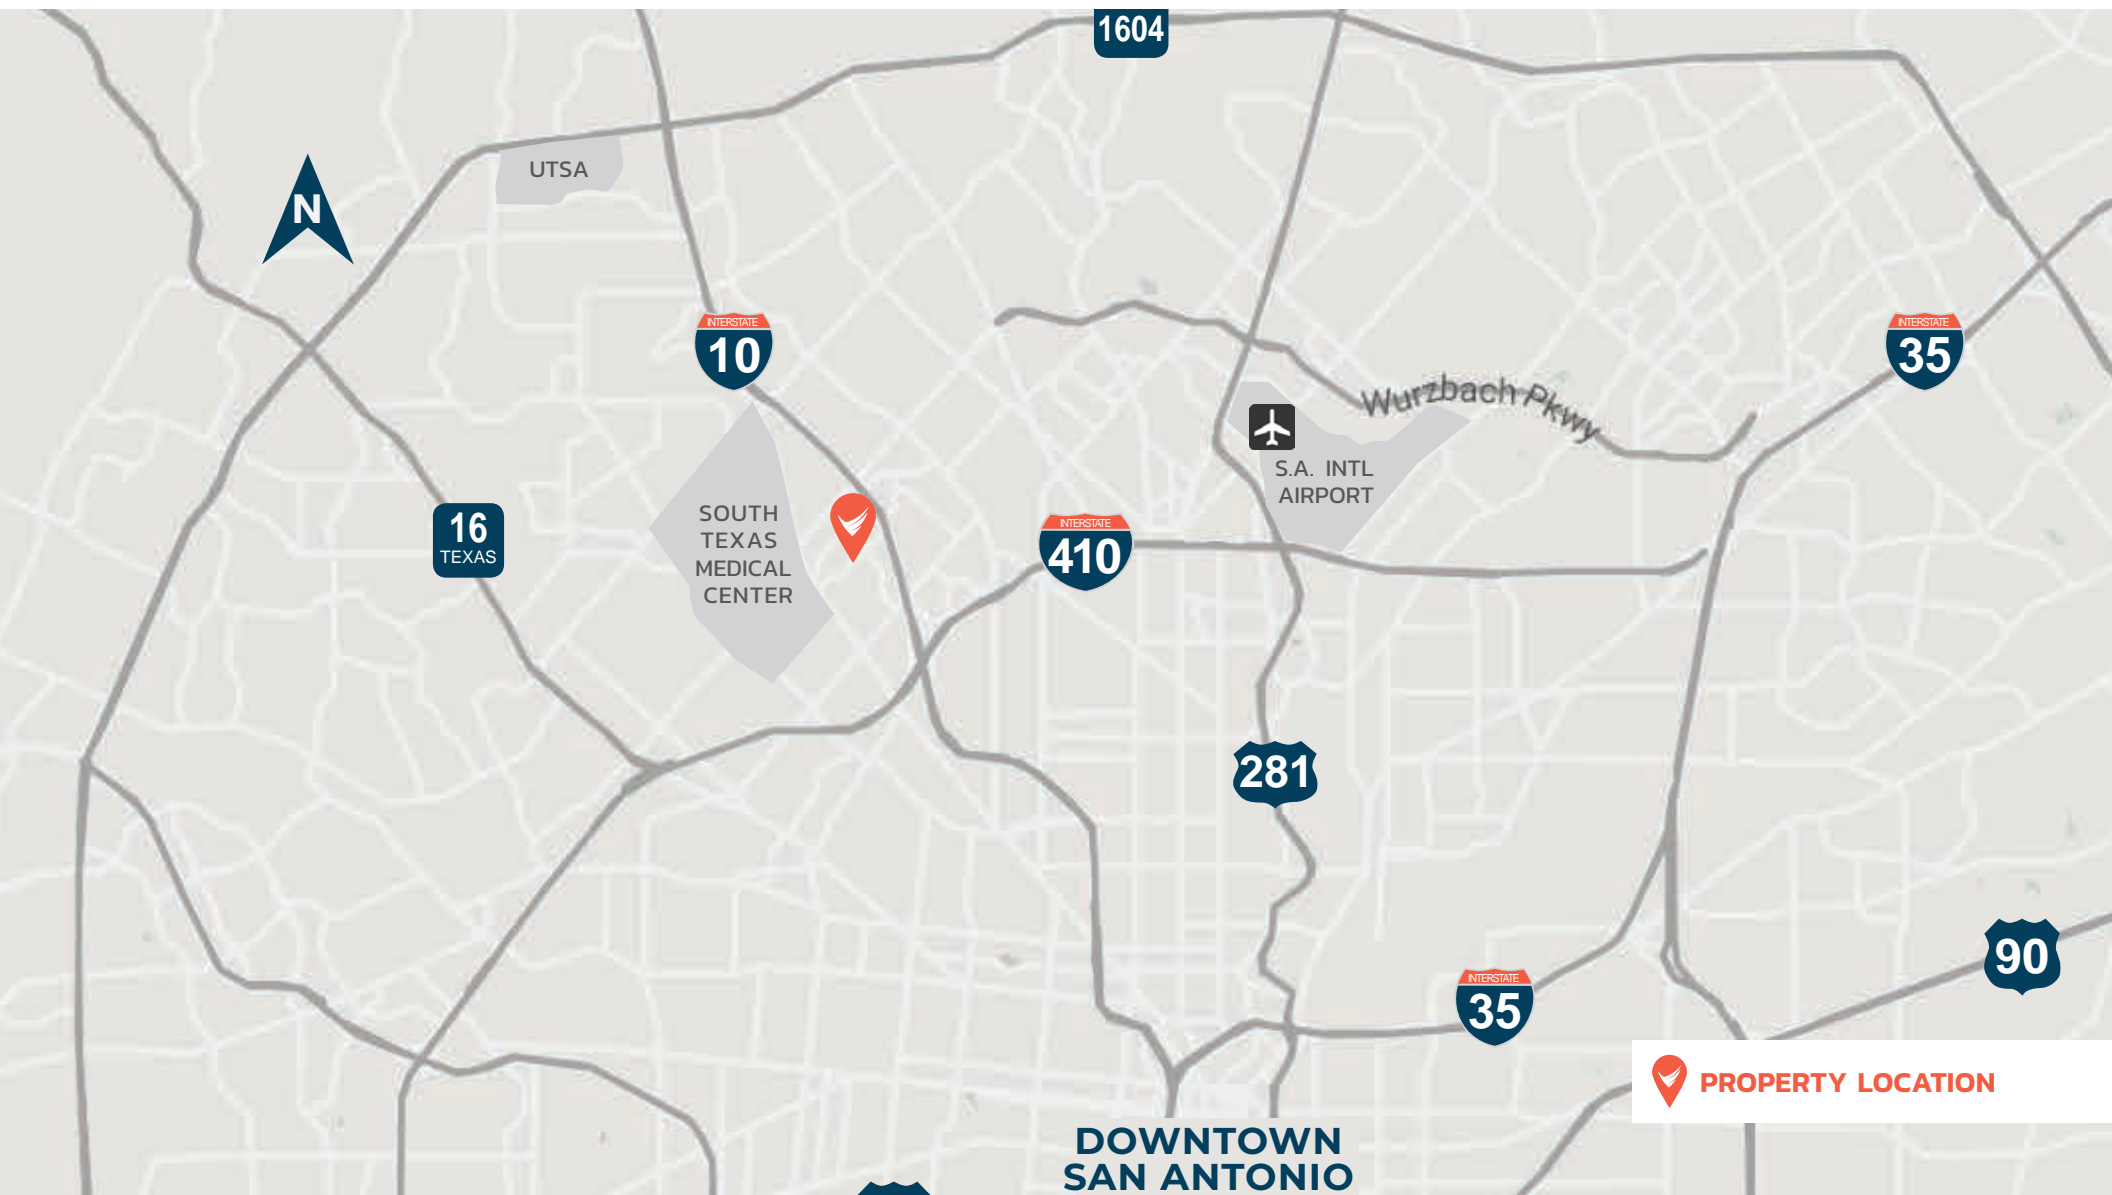 1604
UTSA
N
INTERSTATE
10
INTERSTATE
35
Wurzbach Pkwy
S.A. INTL
AIRPORT
16
TEXAS
SOUTH
TEXAS
MEDICAL
CENTER
INTERSTATE
410
281
90
INTERSTATE
35
PROPERTY LOCATION
DOWNTOWN
SAN ANTONIO